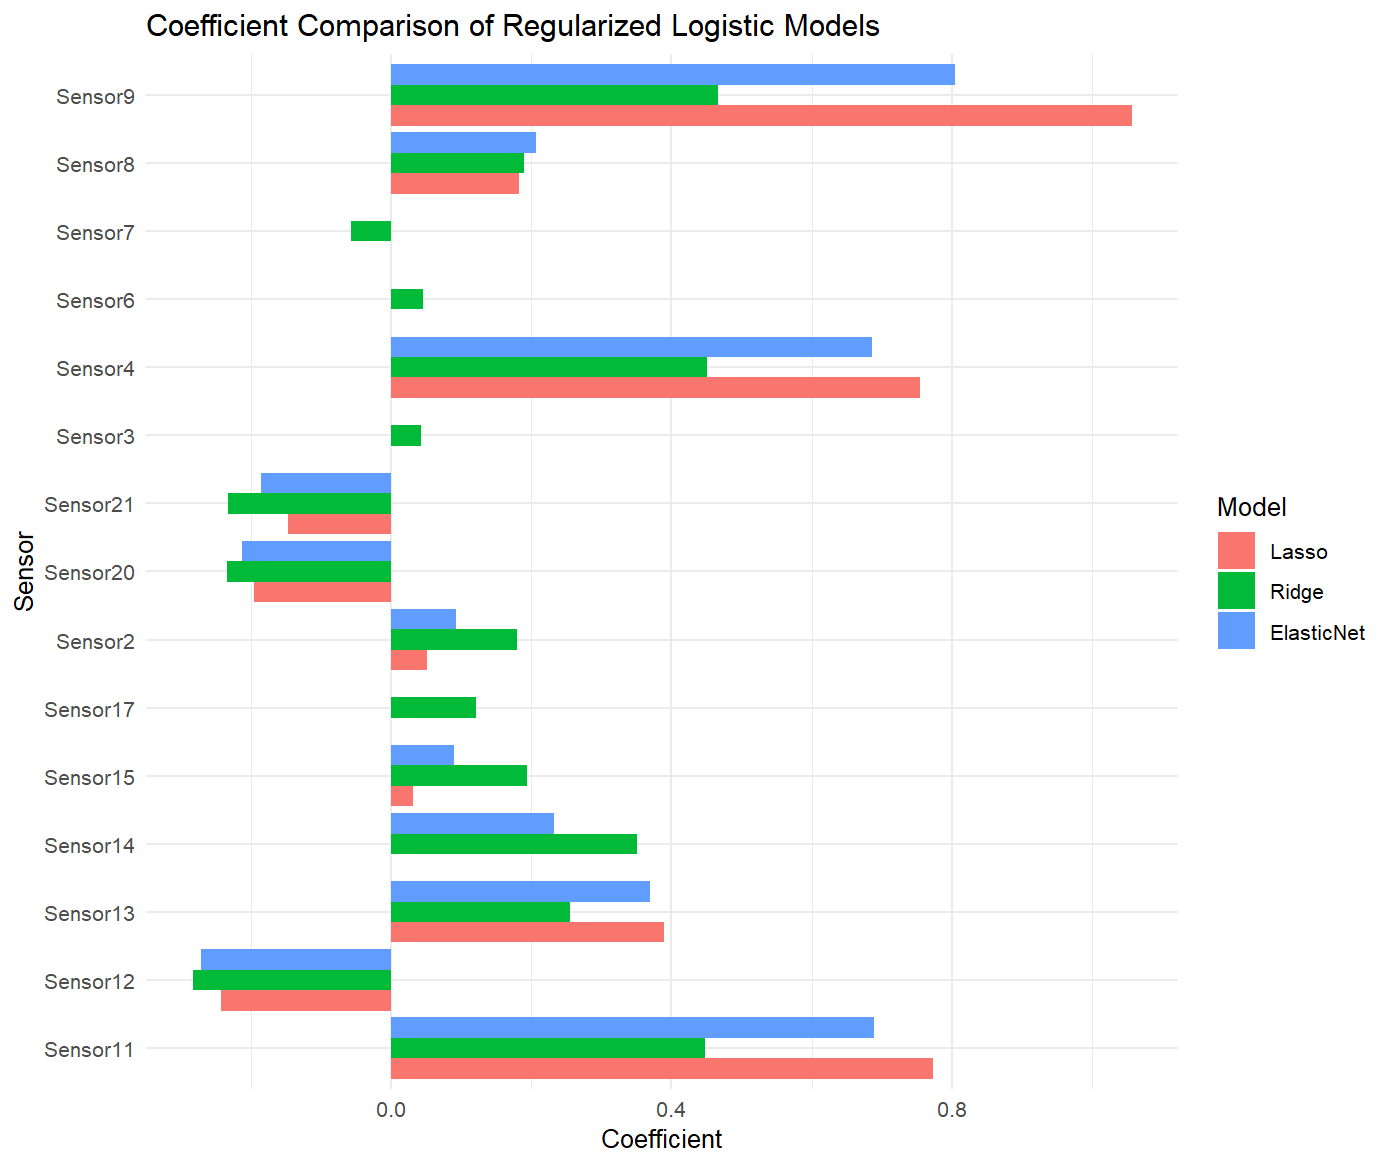 Coefficient Comparison of Regularized Logistic Models
Sensor
Sensor9
Sensor8
Sensor7
Sensor6
Sensor4
Sensor3
Sensor21
Sensor20
Sensor2
Sensor17
Sensor15
Sensor14
Sensor13
Sensor12
Sensor11
0.0 0.4 0.8
Coefficient
Model
Lasso
Ridge
ElasticNet